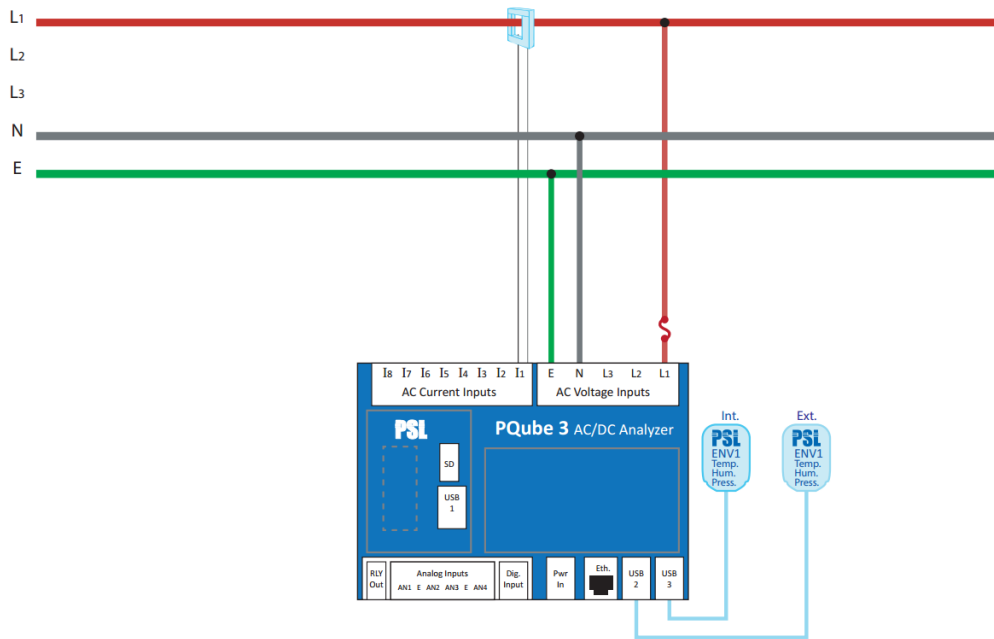 L1
L2
L3
N
E
I8 I7 I6 I5 I4 I3 I2 I1
AC Current Inputs
E N L3 L2 L1
AC Voltage Inputs
PSL
PQube 3 AC/DC Analyzer
SD
USB
1
Int.
PSL
ENV1
Temp.
Hum.
Press.
Ext.
PSL
ENV1
Temp.
Hum.
Press.
RLY
Out
Analog Inputs
AN1 E AN2 AN3 E AN4
Dig.
Input
Pwr
In
Eth.
USB
2
USB
3